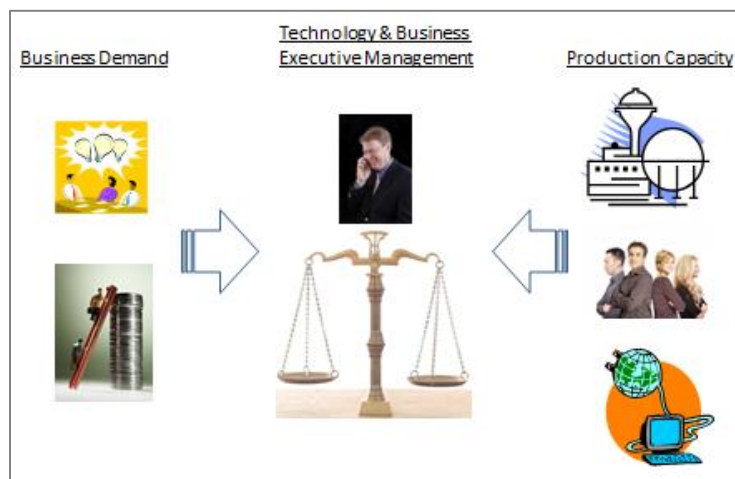 Technology & Business
Business Demand
Executive Management
Production Capacity